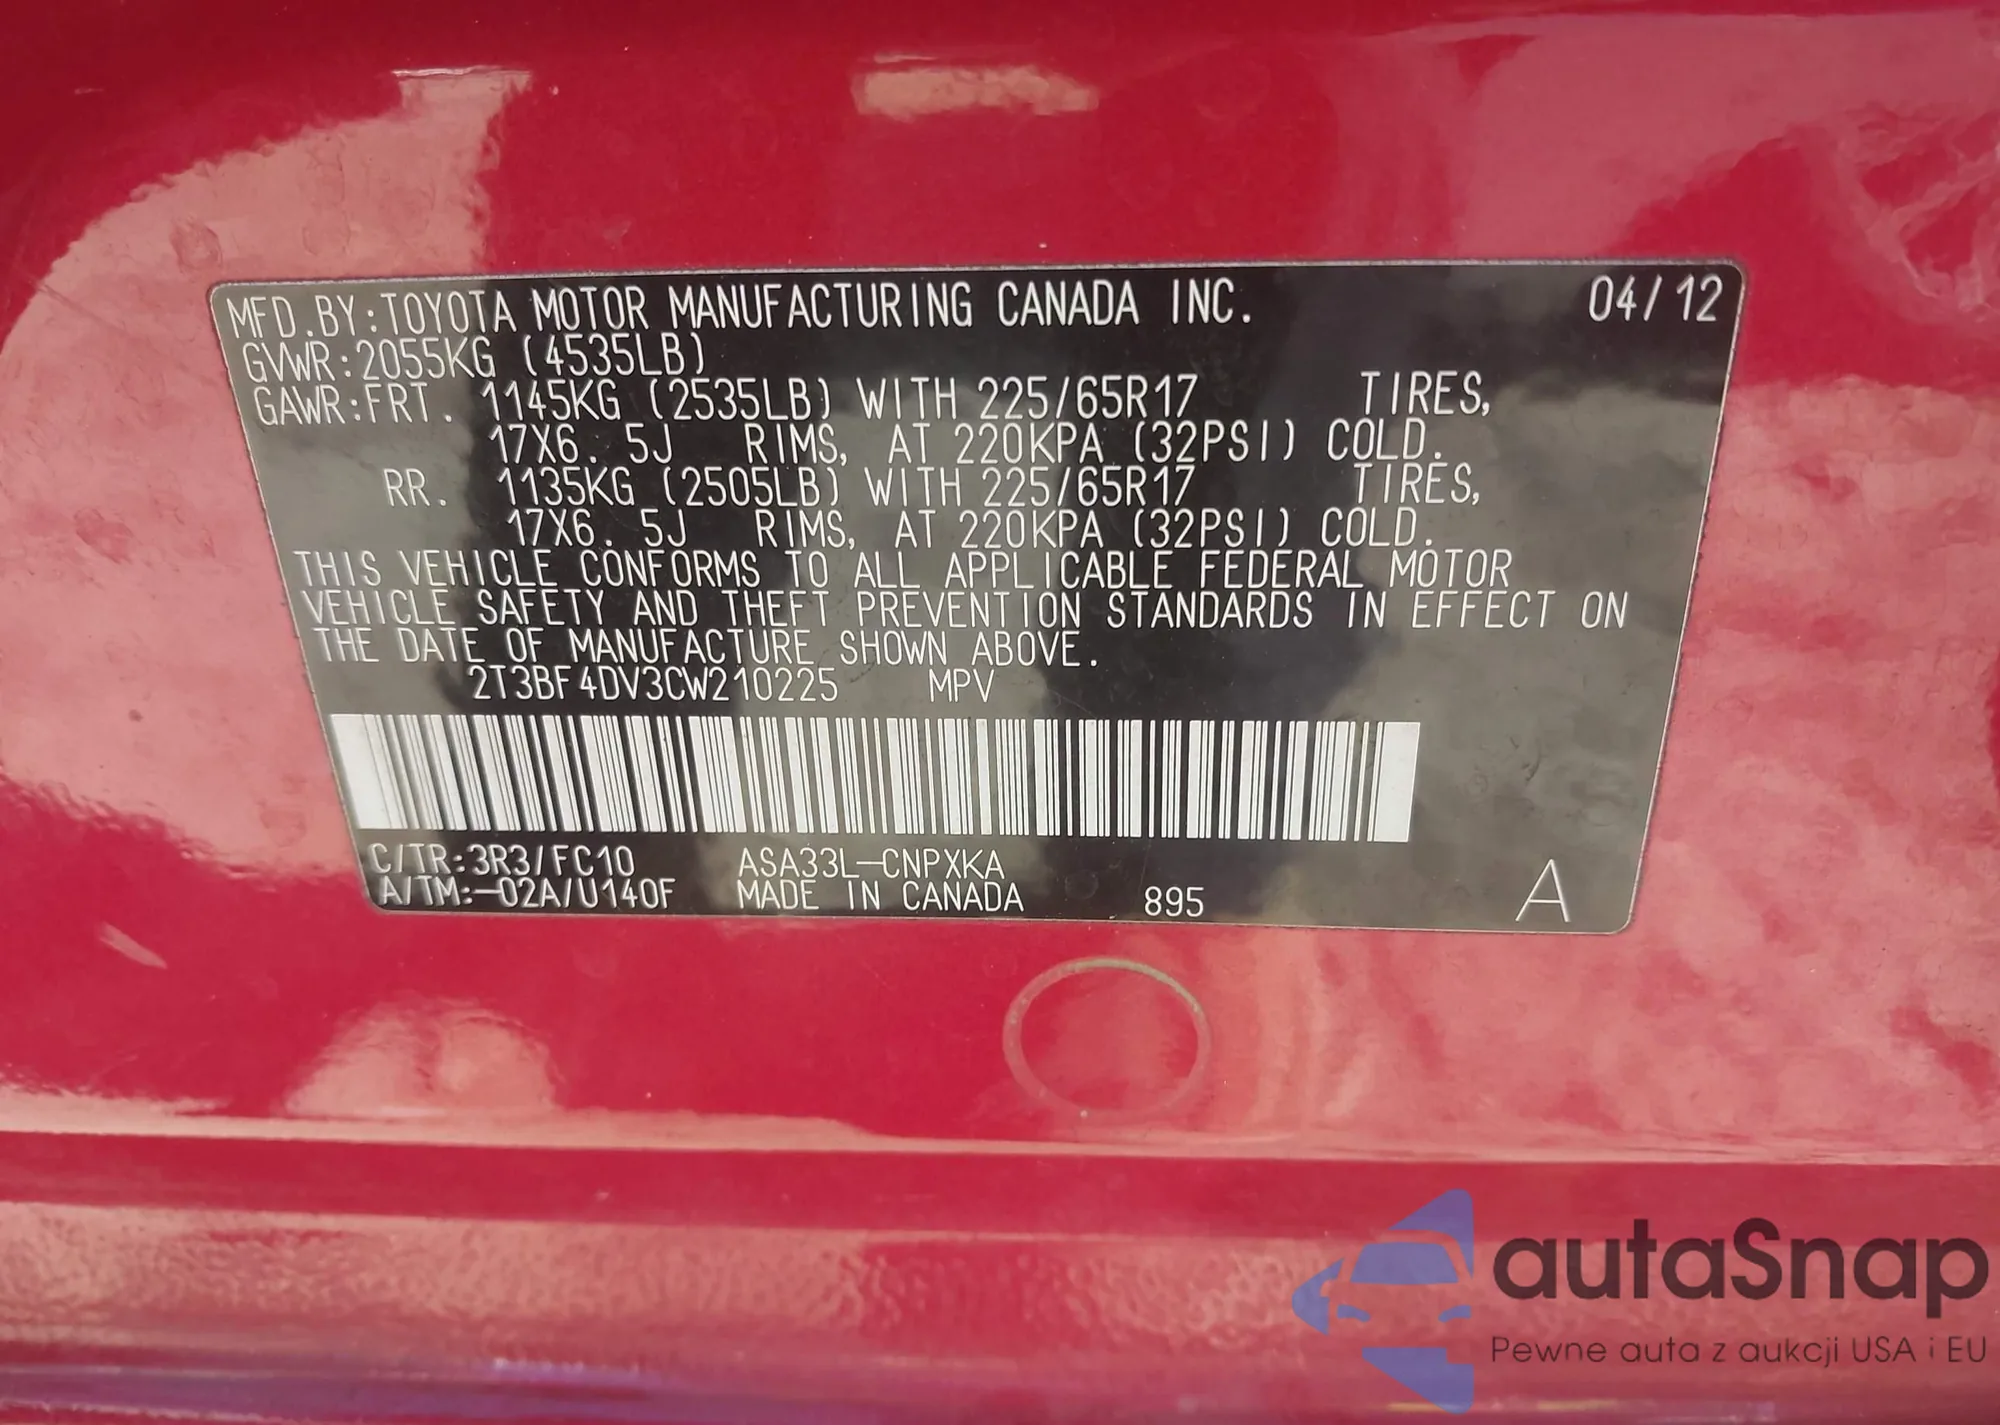 MFD.BY:TOYOTA MOTOR MANUFACTURING CANADA INC. 04/12
GVWR:2055KG (4535LB)
GAWR:FRT. 1145KG (2535LB) WITH 225/65R17 TIRES,
17X6. 5J RIMS, AT 220KPA (32PSI) COLD.
RR. 1135KG (2505LB) WITH 225/65R17 TIRES,
17X6. 5J RIMS, AT 220KPA (32PSI) COLD.
THIS VEHICLE CONFORMS TO ALL APPLICABLE FEDERAL MOTOR
VEHICLE SAFETY AND THEFT PREVENTION STANDARDS IN EFFECT ON
THE DATE OF MANUFACTURE SHOWN ABOVE.
2T3BF4DV3CW210225 MPV
C/TR:3R3/FC10 ASA33L-CNPXKA
A/TM:-02A/U140F MADE IN CANADA 895 A
autaSnap
Pewne auta z aukcji USA i EU